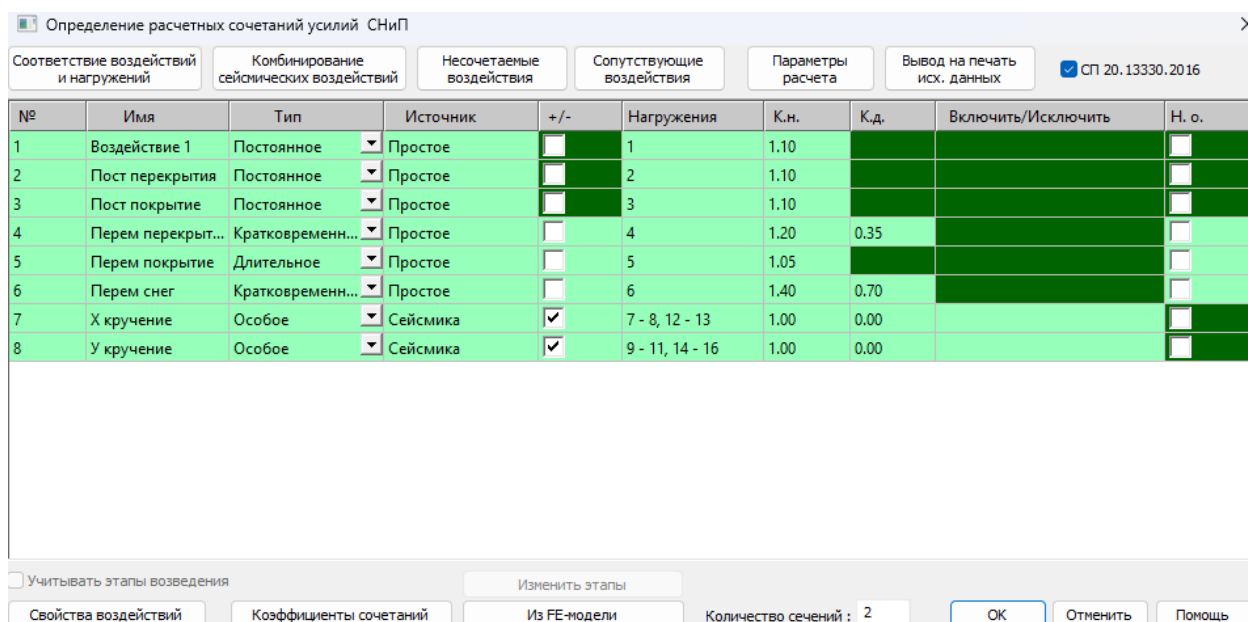 Определение расчетных сочетаний усилий СНиП
Соответствие воздействий и нагружений
Комбинирование сейсмических воздействий
Несочетаемые воздействия
Сопутствующие воздействия
Параметры расчета
Вывод на печать исх. данных
СП 20.13330.2016
№ Имя Тип Источник +/- Нагружения К.н. К.д. Включить/Исключить Н. о.
1 Воздействие 1 Постоянное Простое 1 1.10
2 Пост перекрытия Постоянное Простое 2 1.10
3 Пост покрытие Постоянное Простое 3 1.10
4 Перем перекрыт... Кратковременн... Простое 4 1.20 0.35
5 Перем покрытие Длительное Простое 5 1.05
6 Перем снег Кратковременн... Простое 6 1.40 0.70
7 Х кручение Особое Сейсмика 7 - 8, 12 - 13 1.00 0.00
8 У кручение Особое Сейсмика 9 - 11, 14 - 16 1.00 0.00
Учитывать этапы возведения
Изменить этапы
Свойства воздействий
Коэффициенты сочетаний
Из FE-модели
Количество сечений : 2
ОК
Отменить
Помощь